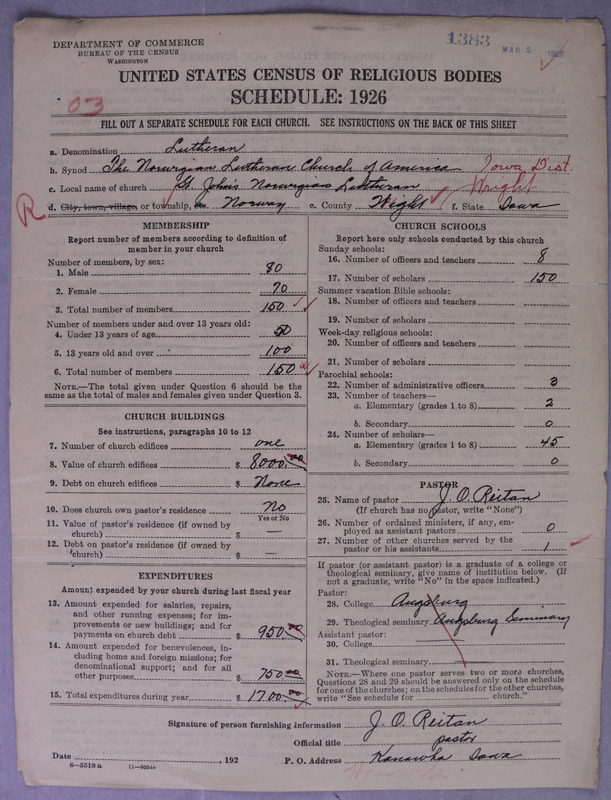 1383
MAR 5 1927
DEPARTMENT OF COMMERCE
BUREAU OF THE CENSUS
WASHINGTON
UNITED STATES CENSUS OF RELIGIOUS BODIES
SCHEDULE: 1926
03
FILL OUT A SEPARATE SCHEDULE FOR EACH CHURCH. SEE INSTRUCTIONS ON THE BACK OF THIS SHEET
a. Denomination Lutheran
b. Synod The Norwegian Lutheran Church of America Iowa Dist.
c. Local name of church St. John's Norwegian Lutheran Wright
R
d. City, town, village, or township, etc. Norway e. County Wright f. State Iowa
MEMBERSHIP
Report number of members according to definition of
member in your church
Number of members, by sex:
1. Male 80
2. Female 70
3. Total number of members 150
Number of members under and over 13 years old:
4. Under 13 years of age 50
5. 13 years old and over 100
6. Total number of members 150
NOTE.—The total given under Question 6 should be the
same as the total of males and females given under Question 3.
CHURCH BUILDINGS
See instructions, paragraphs 10 to 12
7. Number of church edifices one
8. Value of church edifices $ 8000.00
9. Debt on church edifices $ None
10. Does church own pastor's residence No
Yes or No
11. Value of pastor's residence (if owned by
church) $ —
12. Debt on pastor's residence (if owned by
church) $ —
EXPENDITURES
Amount expended by your church during last fiscal year
13. Amount expended for salaries, repairs,
and other running expenses; for im-
provements or new buildings; and for
payments on church debt $ 950.00
14. Amount expended for benevolences, in-
cluding home and foreign missions; for
denominational support; and for all
other purposes $ 750.00
15. Total expenditures during year $ 1700.00
CHURCH SCHOOLS
Report here only schools conducted by this church
Sunday schools:
16. Number of officers and teachers 8
17. Number of scholars 150
Summer vacation Bible schools:
18. Number of officers and teachers
19. Number of scholars
Week-day religious schools:
20. Number of officers and teachers
21. Number of scholars
Parochial schools:
22. Number of administrative officers 3
23. Number of teachers—
a. Elementary (grades 1 to 8) 2
b. Secondary 0
24. Number of scholars—
a. Elementary (grades 1 to 8) 45
b. Secondary 0
PASTOR
25. Name of pastor J. O. Reitan
(If church has no pastor, write "None")
26. Number of ordained ministers, if any, em-
ployed as assistant pastors 0
27. Number of other churches served by the
pastor or his assistants 1
If pastor (or assistant pastor) is a graduate of a college or
theological seminary, give name of institution below. (If
not a graduate, write "No" in the space indicated.)
Pastor:
28. College Augsburg
29. Theological seminary Augsburg Seminary
Assistant pastor:
30. College
31. Theological seminary
NOTE.—Where one pastor serves two or more churches,
Questions 28 and 29 should be answered only on the schedule
for one of the churches; on the schedules for the other churches,
write "See schedule for church."
Signature of person furnishing information J. O. Reitan
Official title pastor
Date , 192 P. O. Address Kanawha Iowa
8—5518a 11—9554